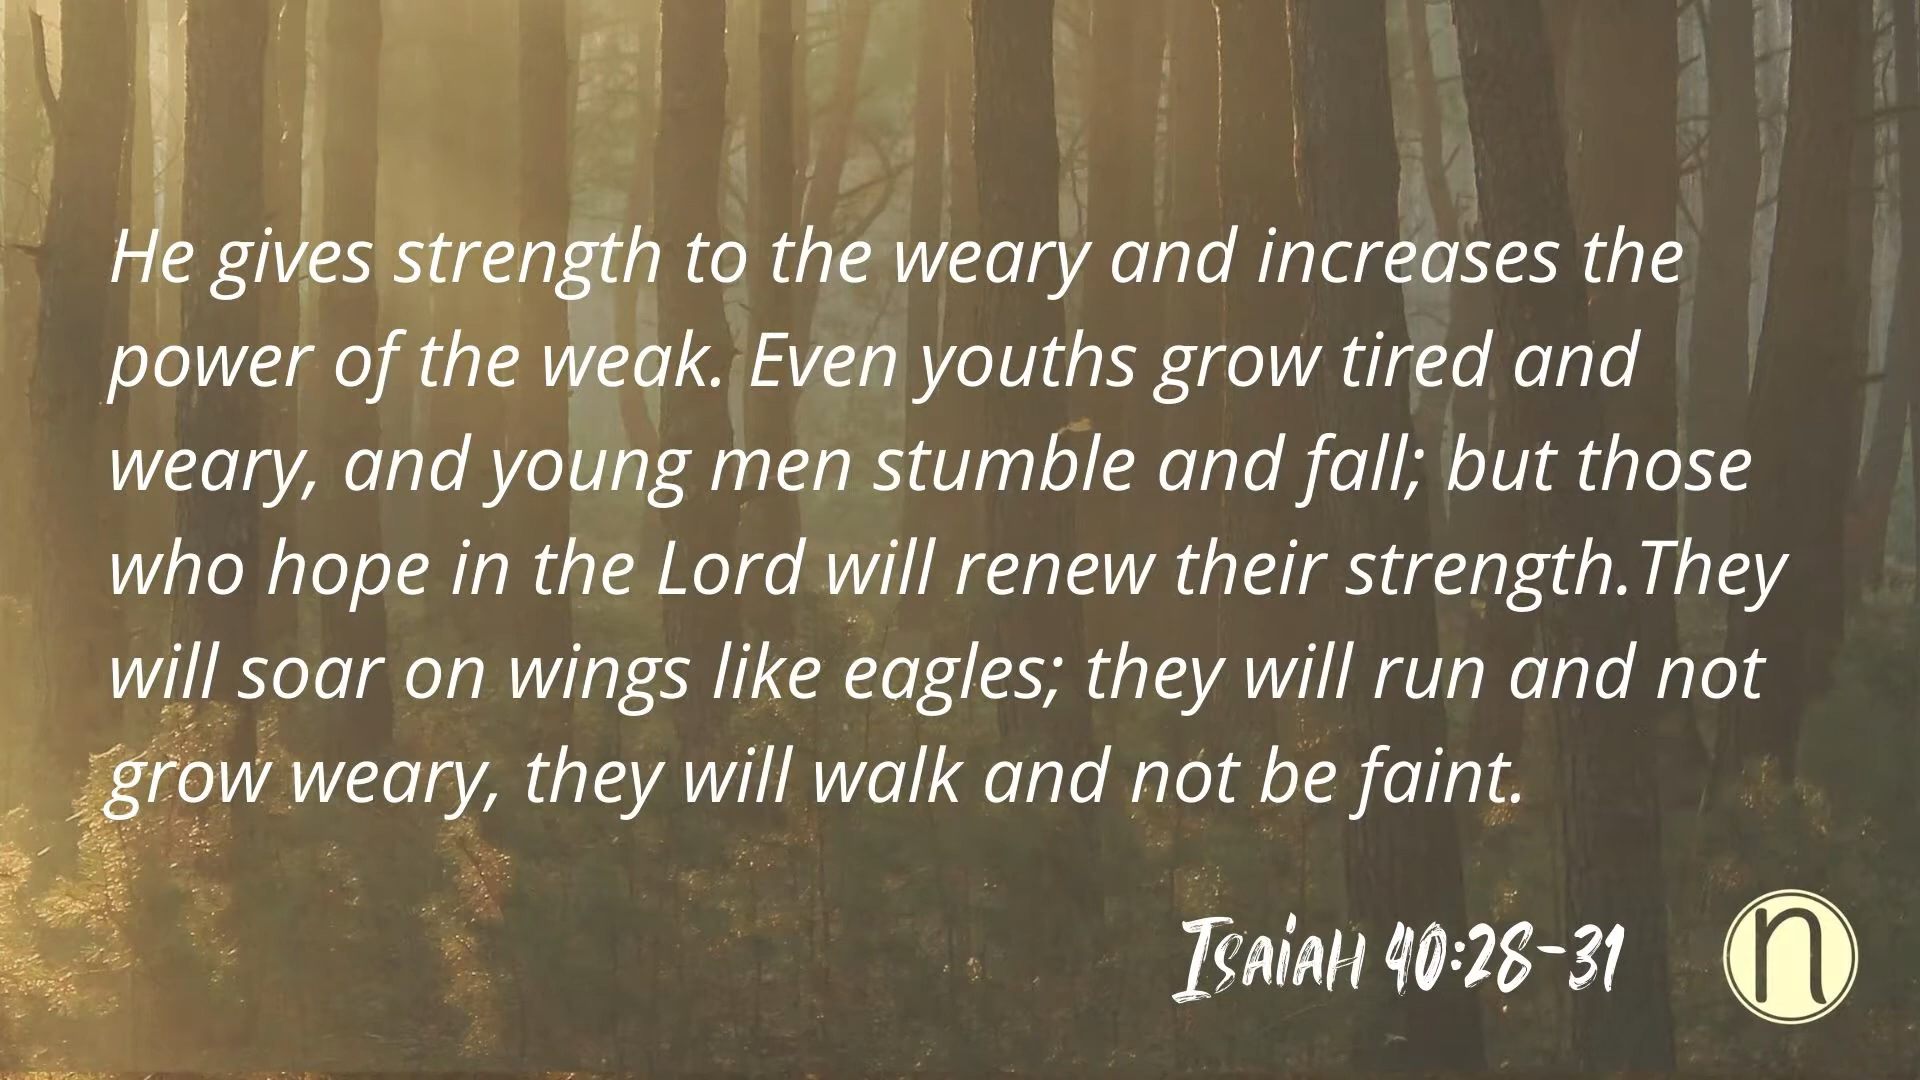 He gives strength to the weary and increases the
power of the weak. Even youths grow tired and
weary, and young men stumble and fall; but those
who hope in the Lord will renew their strength.They
will soar on wings like eagles; they will run and not
grow weary, they will walk and not be faint.
Isaiah 40:28-31
n